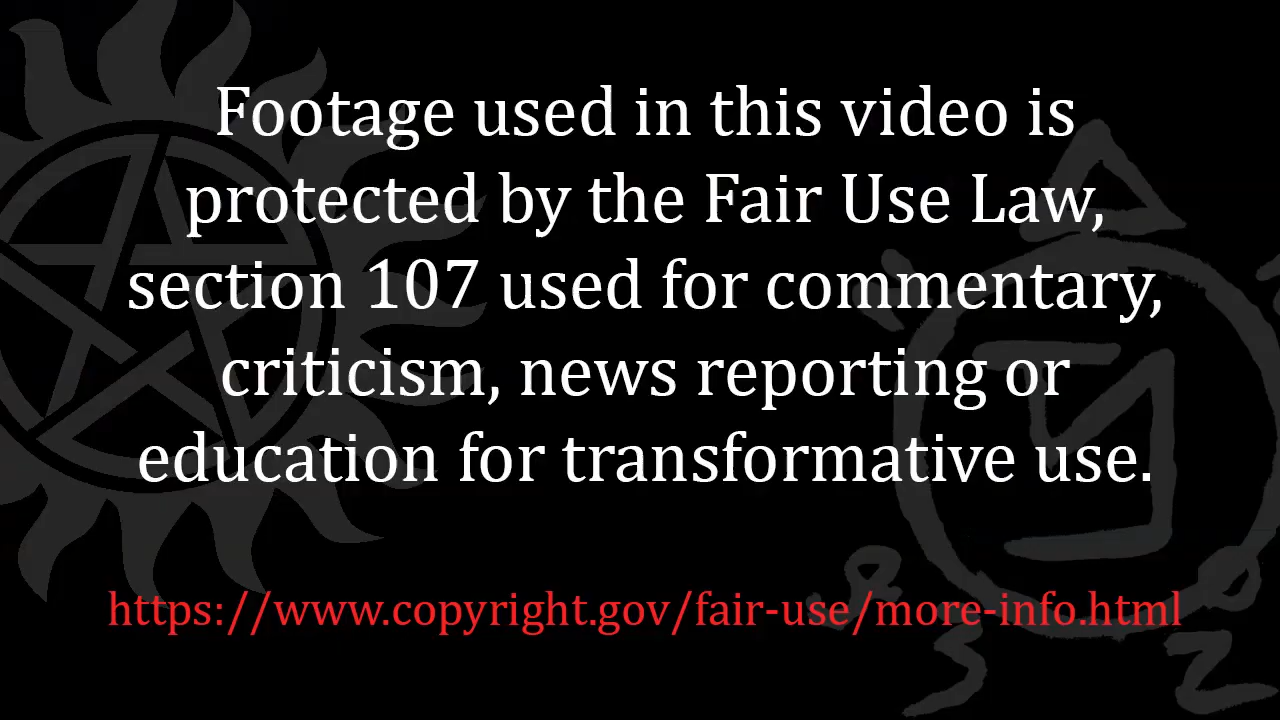 Footage used in this video is
protected by the Fair Use Law,
section 107 used for commentary,
criticism, news reporting or
education for transformative use.
https://www.copyright.gov/fair-use/more-info.html